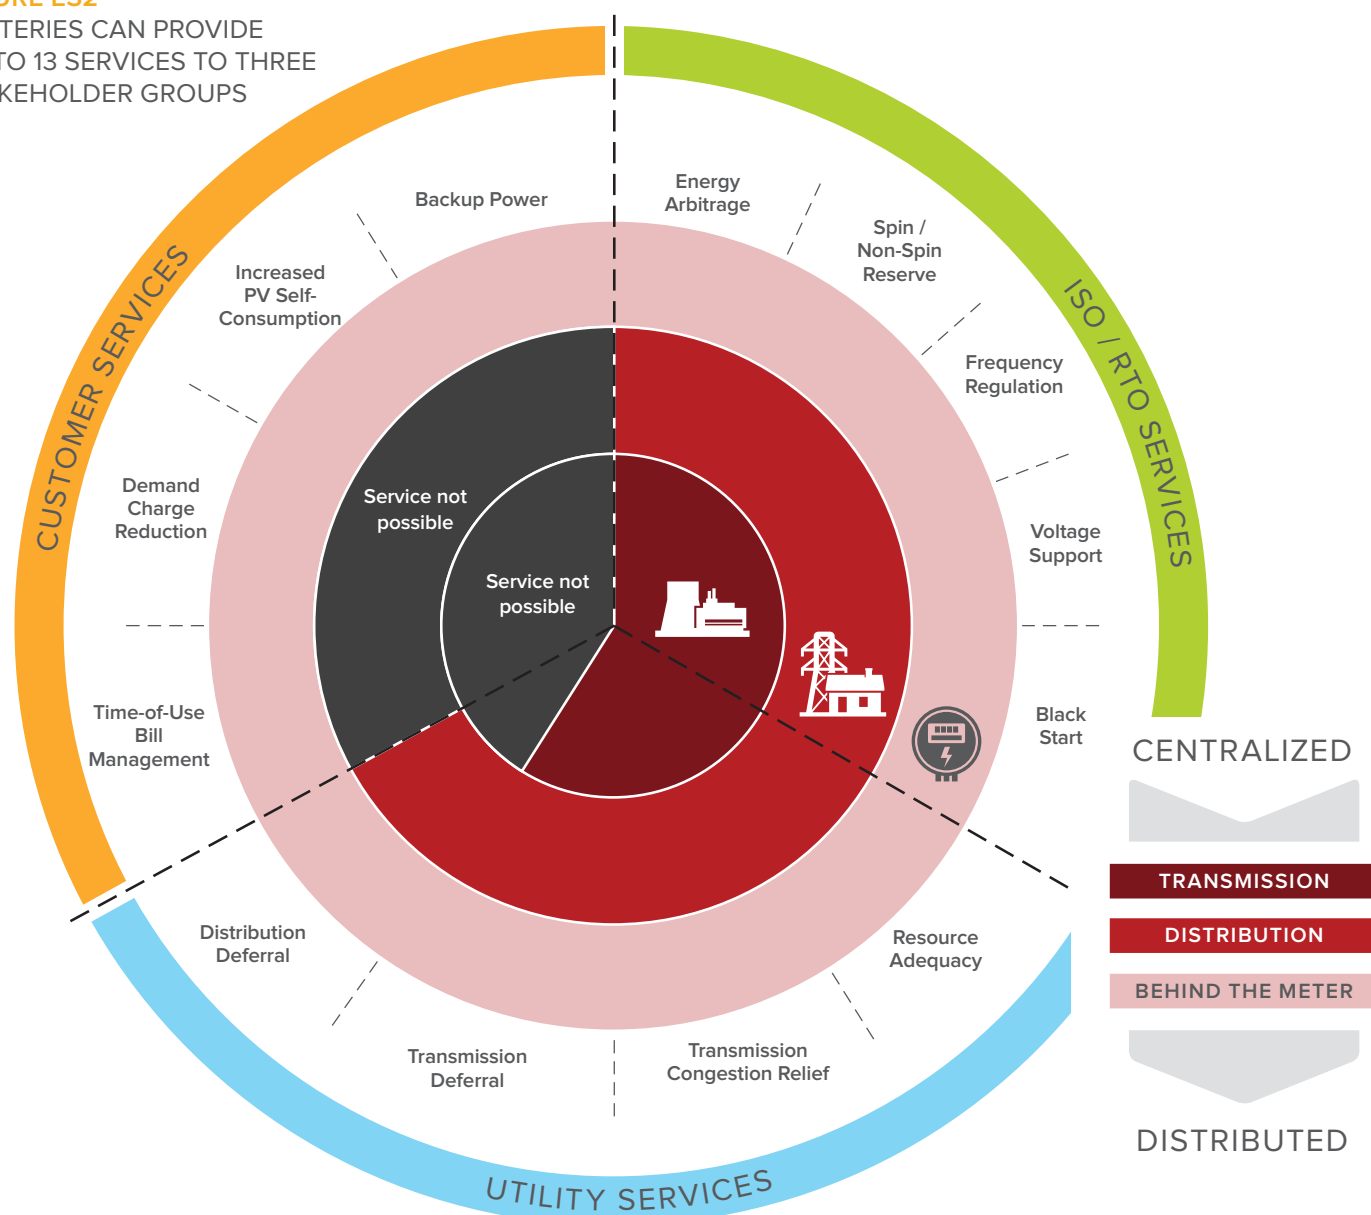 TO 13 SERVICES TO THREE
CAN PROVIDE
GROUPS
Backup Power
Energy
Arbitrage
Spin /
Non-Spin
Reserve
Increased
PV Self-
Consumption
Frequency
Regulation
CUSTOMER SERVICES
ISO / RTO SERVICES
Demand
Charge
Reduction
Service not
possible
Voltage
Support
Service not
possible
Time-of-Use
Bill
Management
Black
Start
CENTRALIZED
TRANSMISSION
DISTRIBUTION
BEHIND THE METER
DISTRIBUTED
Distribution
Deferral
Resource
Adequacy
Transmission
Deferral
Transmission
Congestion Relief
UTILITY SERVICES